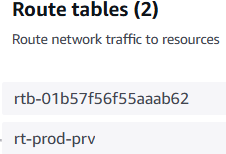 Route tables (2)
Route network traffic to resources
rtb-01b57f56f55aaab62
rt-prod-prv